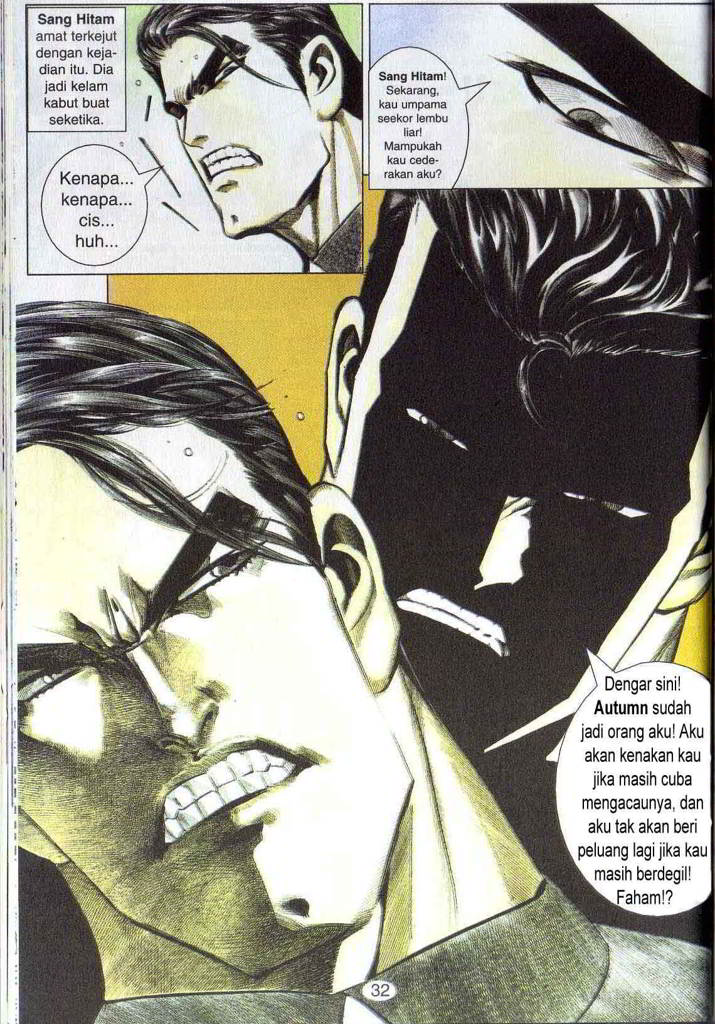 Sang Hitam
amat terkejut
dengan keja-
dian itu. Dia
jadi kelam
kabut buat
seketika.
Kenapa...
kenapa...
cis...
huh...
Sang Hitam!
Sekarang,
kau umpama
seekor lembu
liar!
Mampukah
kau cede-
rakan aku?
Dengar sini!
Autumn sudah
jadi orang aku! Aku
akan kenakan kau
jika masih cuba
mengacaunya, dan
aku tak akan beri
peluang lagi jika kau
masih berdegil!
Faham!?
32